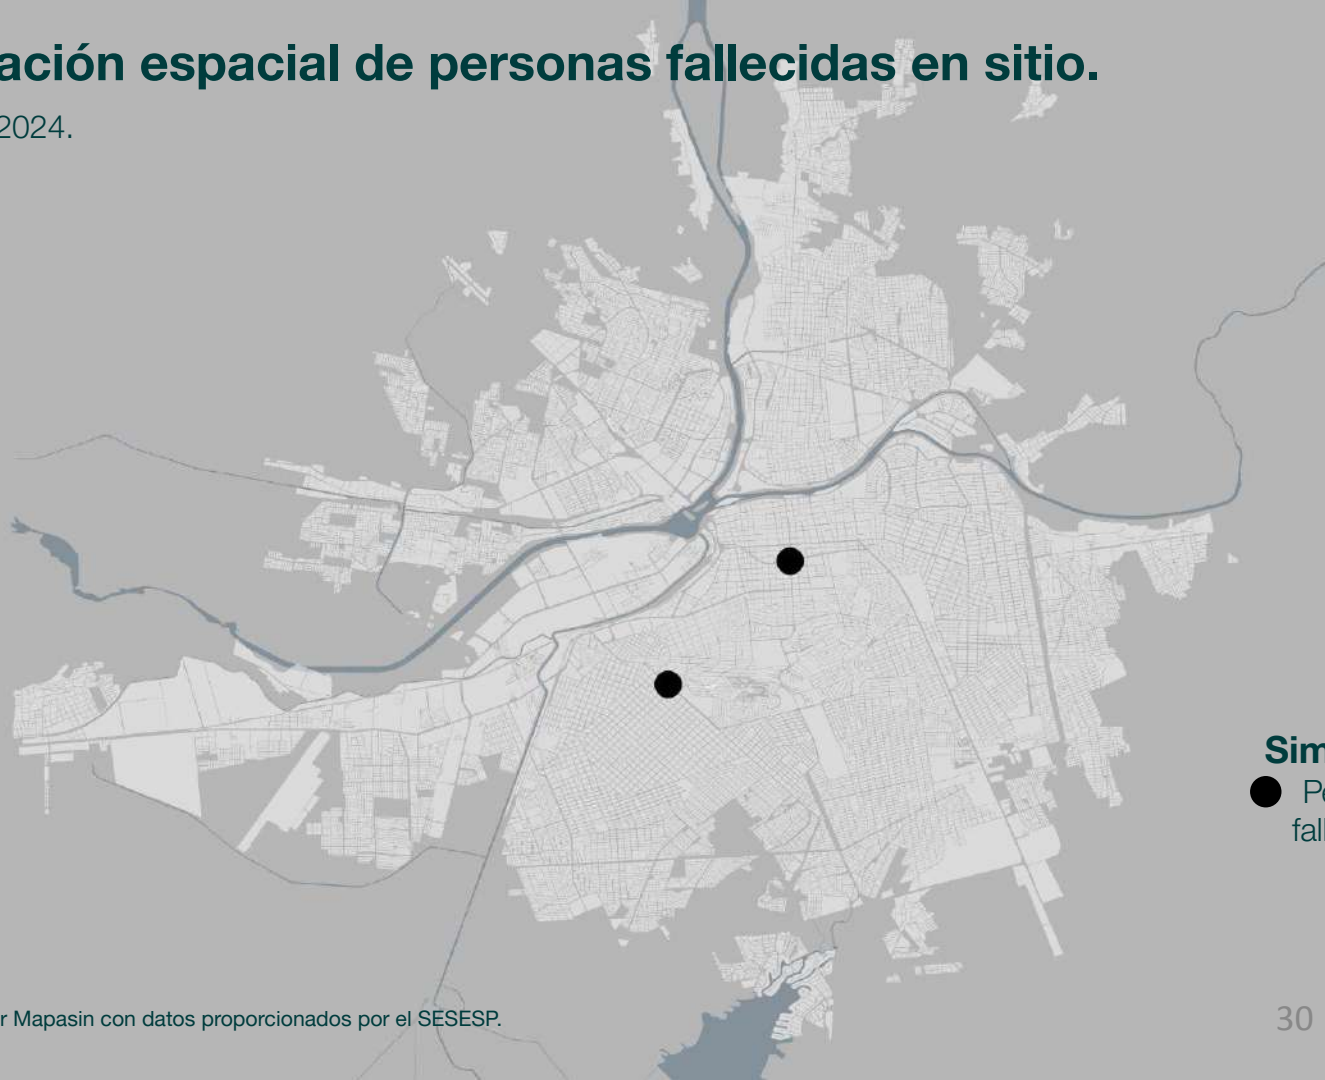 ación espacial de personas fallecidas en sitio.
2024.
Sim
Pe
fall
r Mapasin con datos proporcionados por el SESESP.
30